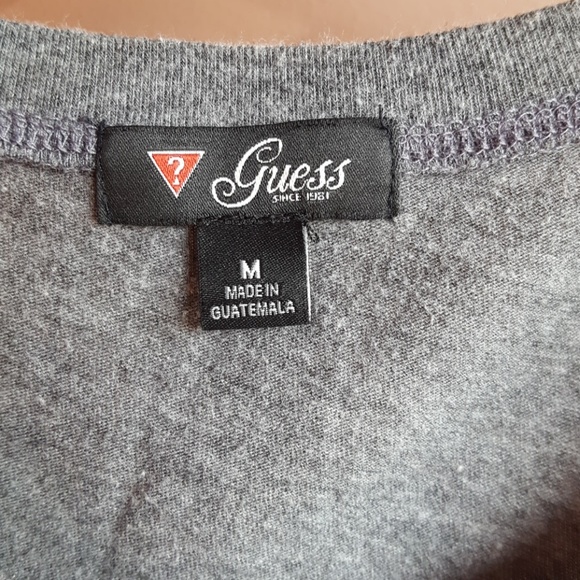 ?
Guess
SINCE 1981
M
MADE IN
GUATEMALA